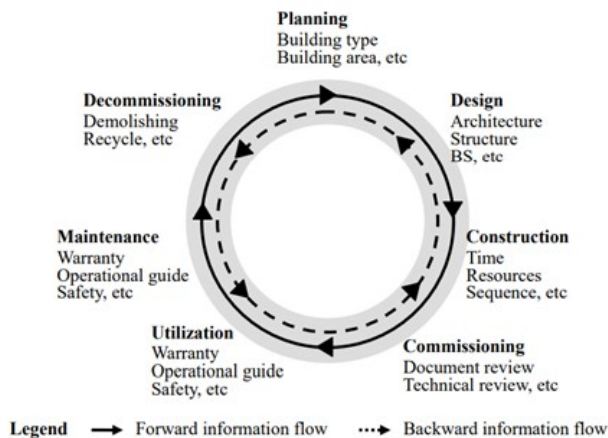 Planning
Building type
Building area, etc
Decommissioning
Demolishing
Recycle, etc
Design
Architecture
Structure
BS, etc
Maintenance
Warranty
Operational guide
Safety, etc
Construction
Time
Resources
Sequence, etc
Utilization
Warranty
Operational guide
Safety, etc
Commissioning
Document review
Technical review, etc
Legend Forward information flow Backward information flow